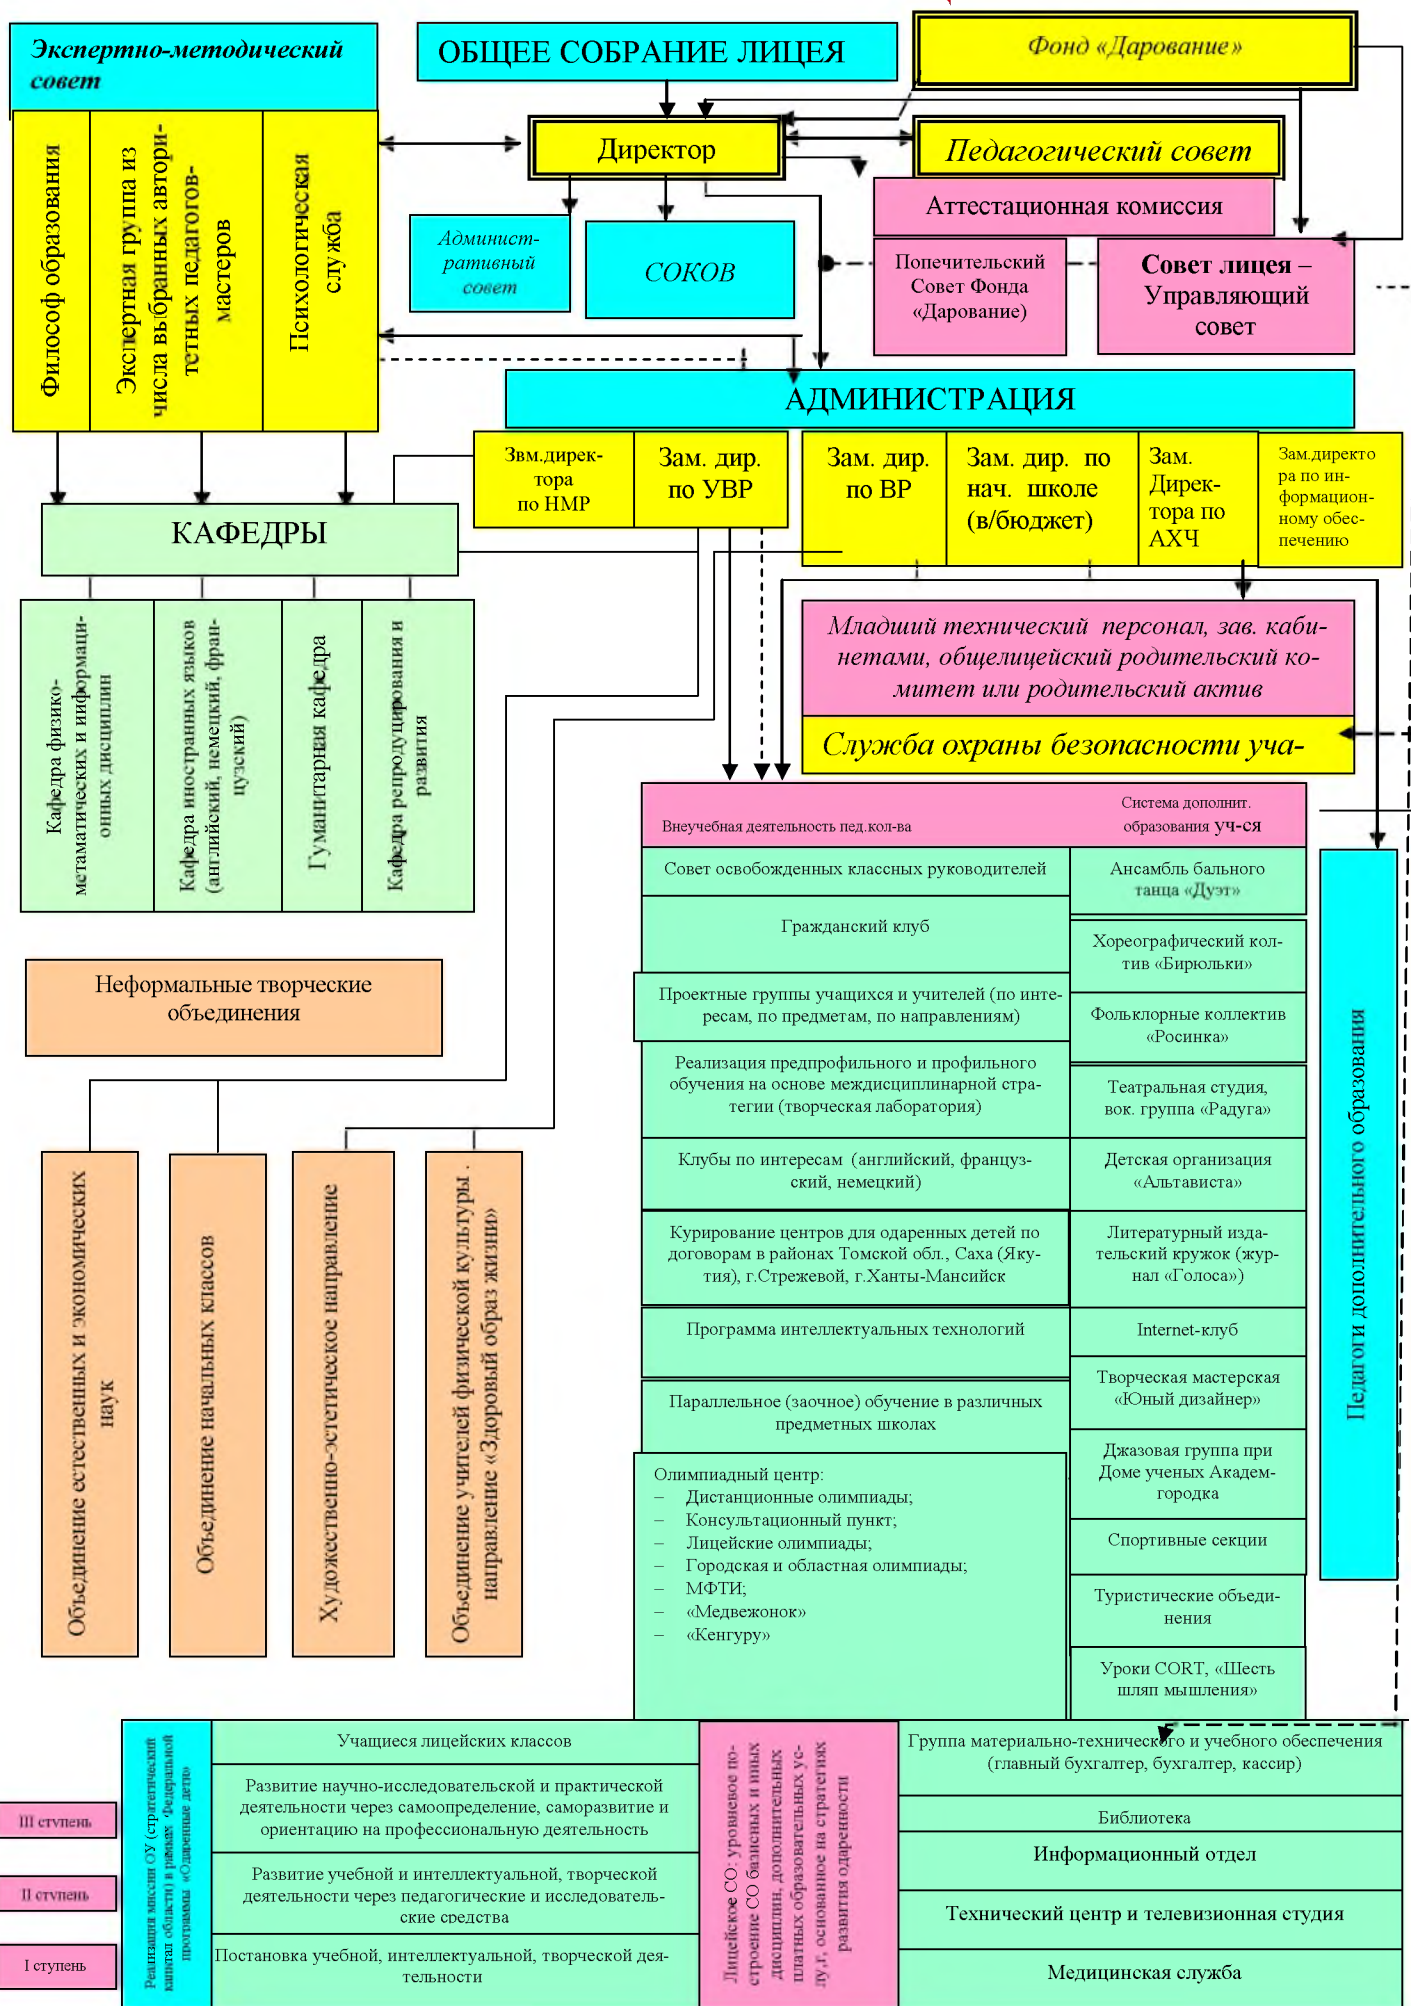 Экспертно-методический
совет
ОБЩЕЕ СОБРАНИЕ ЛИЦЕЯ
Фонд «Дарование»
Философ образования
Экспертная группа из
числа выбранных автори-
тетных педагогов-
мастеров
Психологическая
служба
Директор
Педагогический совет
Аттестационная комиссия
Админист-
ративный
совет
СОКОВ
Попечительский
Совет Фонда
«Дарование)
Совет лицея –
Управляющий
совет
АДМИНИСТРАЦИЯ
Звм.дирек-
тора
по НМР
Зам. дир.
по УВР
Зам. дир.
по ВР
Зам. дир. по
нач. школе
(в/бюджет)
Зам.
Дирек-
тора по
АХЧ
Зам.директо
ра по ин-
формацион-
ному обес-
печению
КАФЕДРЫ
Кафедра физико-
метаматических и информаци-
онных дисциплин
Кафедра иностранных языков
(английский, немецкий, фран-
цузский)
Гуманитарная кафедра
Кафедра репродуцирования и
развития
Младший технический персонал, зав. каби-
нетами, общелицейский родительский ко-
митет или родительский актив
Служба охраны безопасности уча-
Внеучебная деятельность пед.кол-ва
Система дополнит.
образования уч-ся
Совет освобожденных классных руководителей
Гражданский клуб
Проектные группы учащихся и учителей (по инте-
ресам, по предметам, по направлениям)
Реализация предпрофильного и профильного
обучения на основе междисциплинарной стра-
тегии (творческая лаборатория)
Клубы по интересам (английский, француз-
ский, немецкий)
Курирование центров для одаренных детей по
договорам в районах Томской обл., Саха (Яку-
тия), г.Стрежевой, г.Ханты-Мансийск
Программа интеллектуальных технологий
Параллельное (заочное) обучение в различных
предметных школах
Олимпиадный центр:
– Дистанционные олимпиады;
– Консультационный пункт;
– Лицейские олимпиады;
– Городская и областная олимпиады;
– МФТИ;
– «Медвежонок»
– «Кенгуру»
Ансамбль бального
танца «Дуэт»
Хореографический кол-
тив «Бирюльки»
Фольклорные коллектив
«Росинка»
Театральная студия,
вок. группа «Радуга»
Детская организация
«Альтависта»
Литературный изда-
тельский кружок (жур-
нал «Голоса»)
Internet-клуб
Творческая мастерская
«Юный дизайнер»
Джазовая группа при
Доме ученых Академ-
городка
Спортивные секции
Туристические объеди-
нения
Уроки CORT, «Шесть
шляп мышления»
Педагоги дополнительного образования
Неформальные творческие
объединения
Объединение естественных и экономических
наук
Объединение начальных классов
Художественно-эстетическое направление
Объединение учителей физической культуры .
направление «Здоровый образ жизни»
III ступень
II ступень
I ступень
Реализация миссии ОУ (стратегический
капитал области) в рамках Федеральной
программы «Одаренные дети»
Учащиеся лицейских классов
Развитие научно-исследовательской и практической
деятельности через самоопределение, саморазвитие и
ориентацию на профессиональную деятельность
Развитие учебной и интеллектуальной, творческой
деятельности через педагогические и исследователь-
ские средства
Постановка учебной, интеллектуальной, творческой дея-
тельности
Лицейское СО: уровневое по-
строение СО базисных и иных
дисциплин, дополнительных
платных образовательных ус-
лу,г, основанное на стратегиях
развития одаренности
Группа материально-технического и учебного обеспечения
(главный бухгалтер, бухгалтер, кассир)
Библиотека
Информационный отдел
Технический центр и телевизионная студия
Медицинская служба